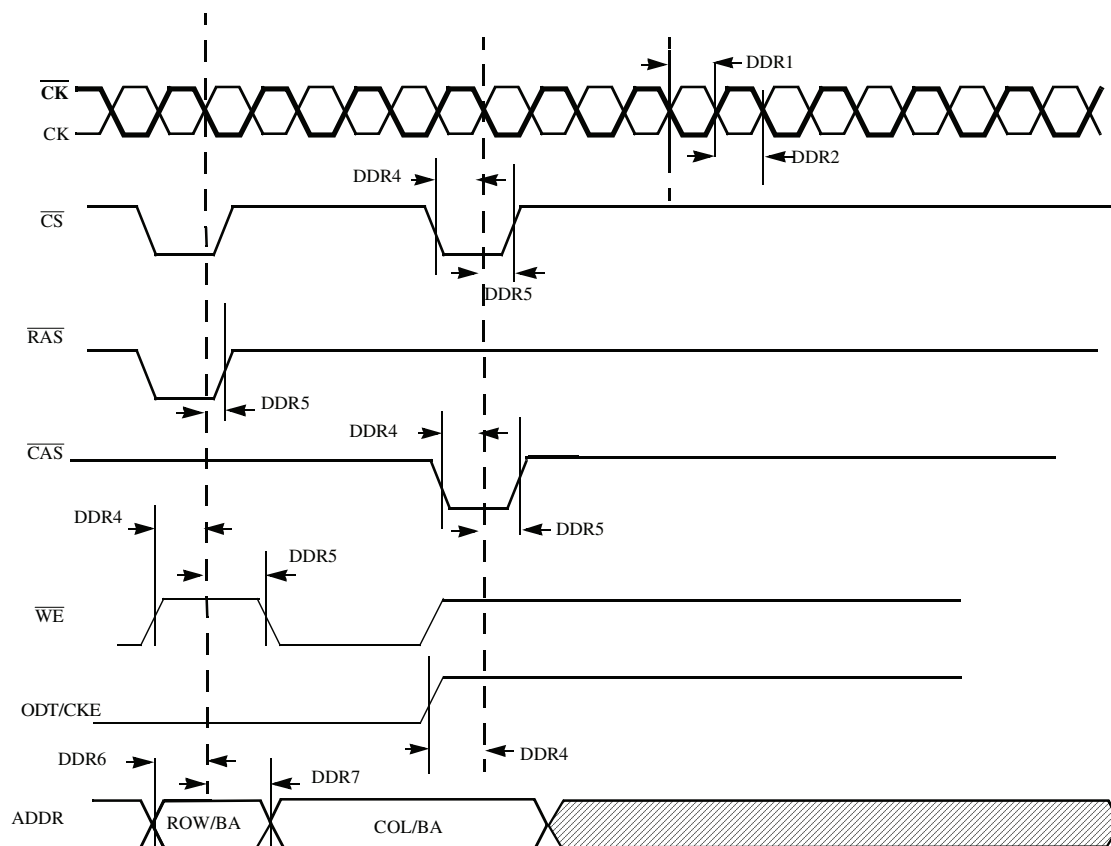 DDR1
CK
CK
DDR2
DDR4
CS
DDR5
RAS
DDR5
DDR4
CAS
DDR4
DDR5
DDR5
WE
ODT/CKE
DDR4
DDR6
DDR7
ADDR
ROW/BA
COL/BA